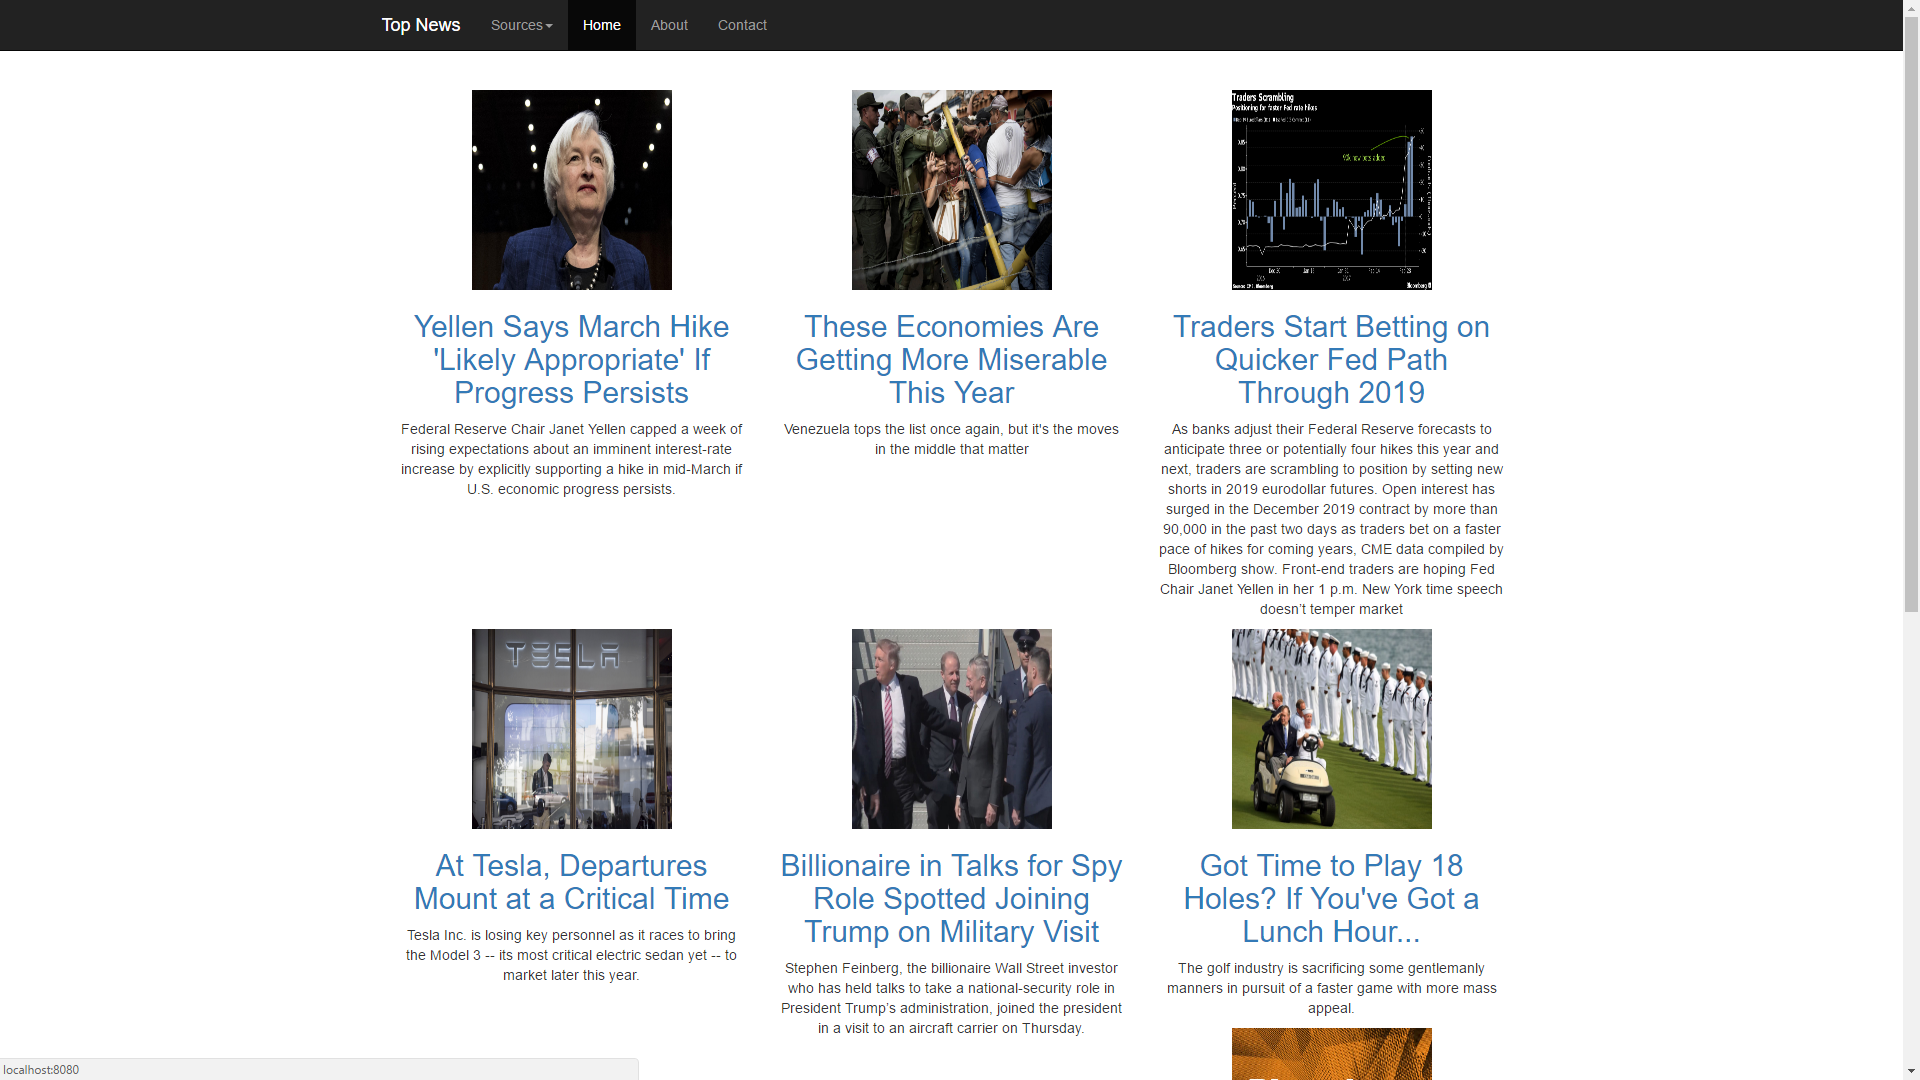 Top News Sources Home About Contact
Traders Scrambling
Positioning for faster Fed rate hikes
Yellen Says March Hike
'Likely Appropriate' If
Progress Persists
Federal Reserve Chair Janet Yellen capped a week of
rising expectations about an imminent interest-rate
increase by explicitly supporting a hike in mid-March if
U.S. economic progress persists.
These Economies Are
Getting More Miserable
This Year
Venezuela tops the list once again, but it's the moves
in the middle that matter
Traders Start Betting on
Quicker Fed Path
Through 2019
As banks adjust their Federal Reserve forecasts to
anticipate three or potentially four hikes this year and
next, traders are scrambling to position by setting new
shorts in 2019 eurodollar futures. Open interest has
surged in the December 2019 contract by more than
90,000 in the past two days as traders bet on a faster
pace of hikes for coming years, CME data compiled by
Bloomberg show. Front-end traders are hoping Fed
Chair Janet Yellen in her 1 p.m. New York time speech
doesn’t temper market
TESLA
At Tesla, Departures
Mount at a Critical Time
Tesla Inc. is losing key personnel as it races to bring
the Model 3 -- its most critical electric sedan yet -- to
market later this year.
Billionaire in Talks for Spy
Role Spotted Joining
Trump on Military Visit
Stephen Feinberg, the billionaire Wall Street investor
who has held talks to take a national-security role in
President Trump’s administration, joined the president
in a visit to an aircraft carrier on Thursday.
Got Time to Play 18
Holes? If You've Got a
Lunch Hour...
The golf industry is sacrificing some gentlemanly
manners in pursuit of a faster game with more mass
appeal.
localhost:8080